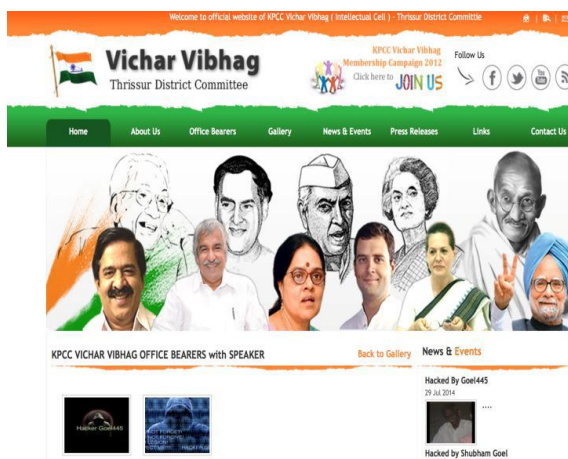 Welcome to official website of KPCC Vichar Vibhag ( Intellectual Cell ) - Thrissur District Committie
Vichar Vibhag
Thrissur District Committee
KPCC Vichar Vibhag
Membership Campaign 2012
Click here to JOIN US
Follow Us
You Tube
Home About Us Office Bearers Gallery News & Events Press Releases Links Contact Us
KPCC VICHAR VIBHAG OFFICE BEARERS with SPEAKER
Back to Gallery
News & Events
Hacked By Goel445
29 Jul 2014
....
Hacker Goel445
Hacked by Shubham Goel